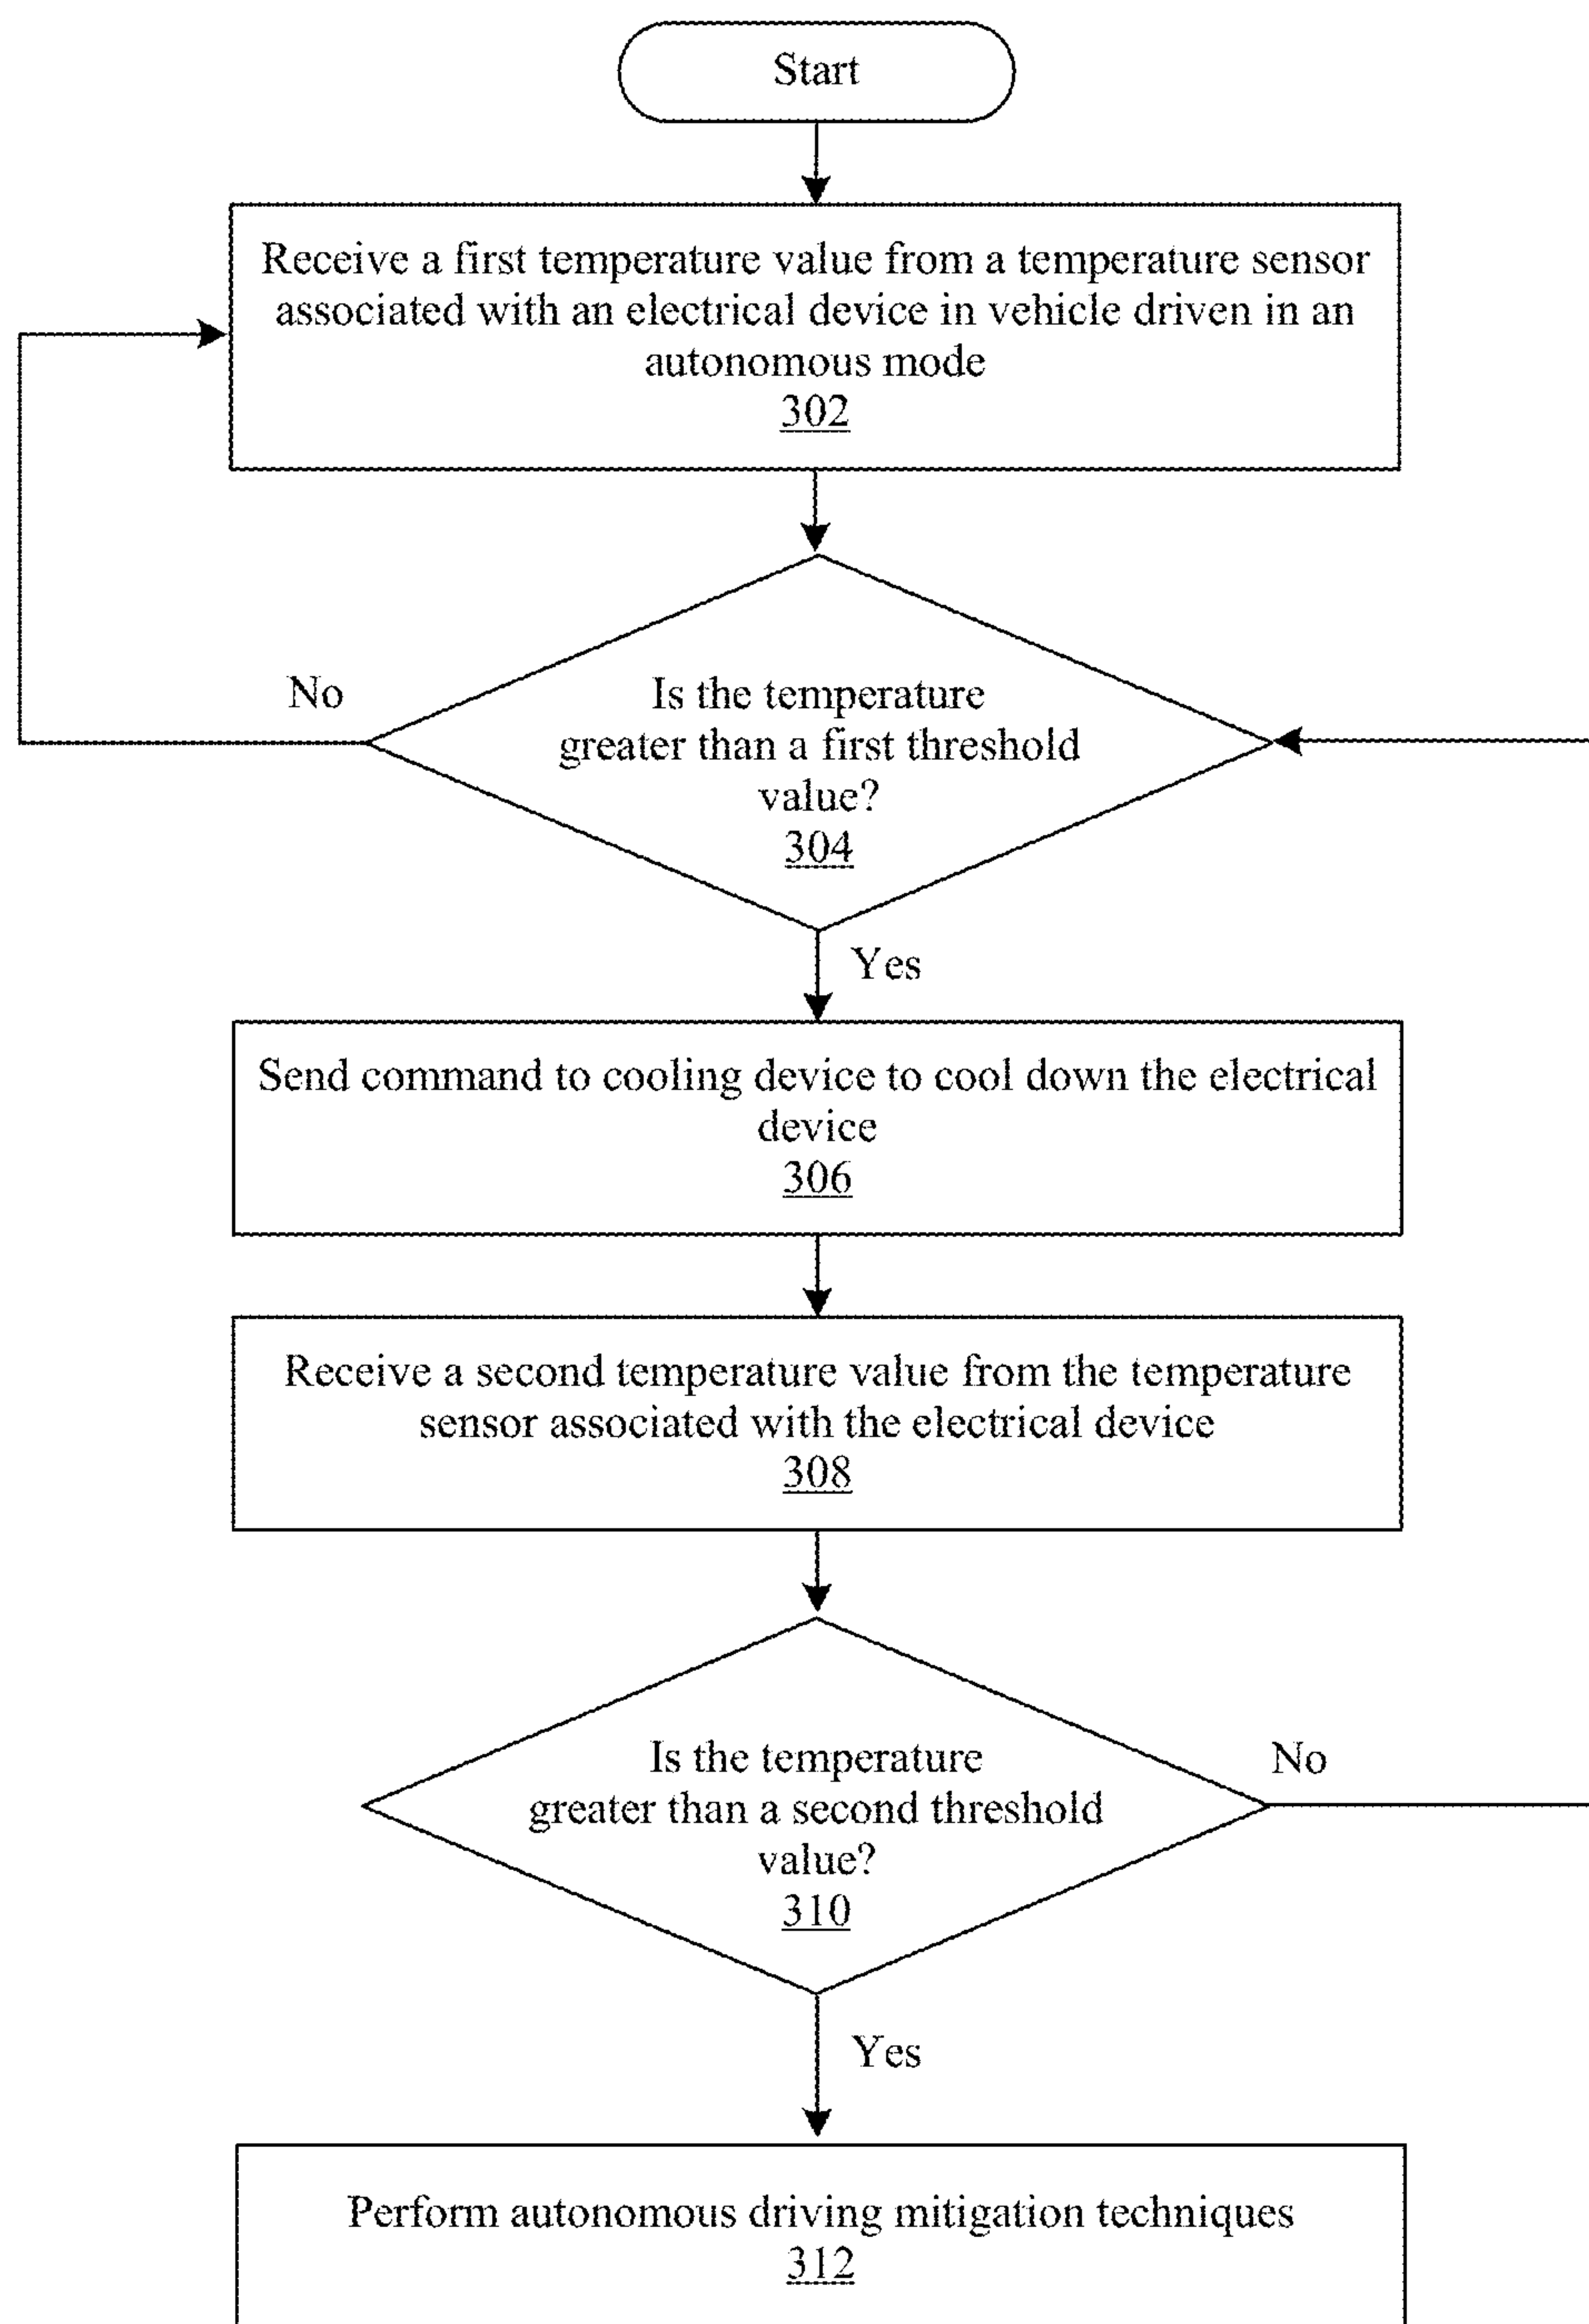 Start
Receive a first temperature value from a temperature sensor
associated with an electrical device in vehicle driven in an
autonomous mode
302
No
Is the temperature
greater than a first threshold
value?
304
Yes
Send command to cooling device to cool down the electrical
device
306
Receive a second temperature value from the temperature
sensor associated with the electrical device
308
Is the temperature
greater than a second threshold
value?
310
No
Yes
Perform autonomous driving mitigation techniques
312